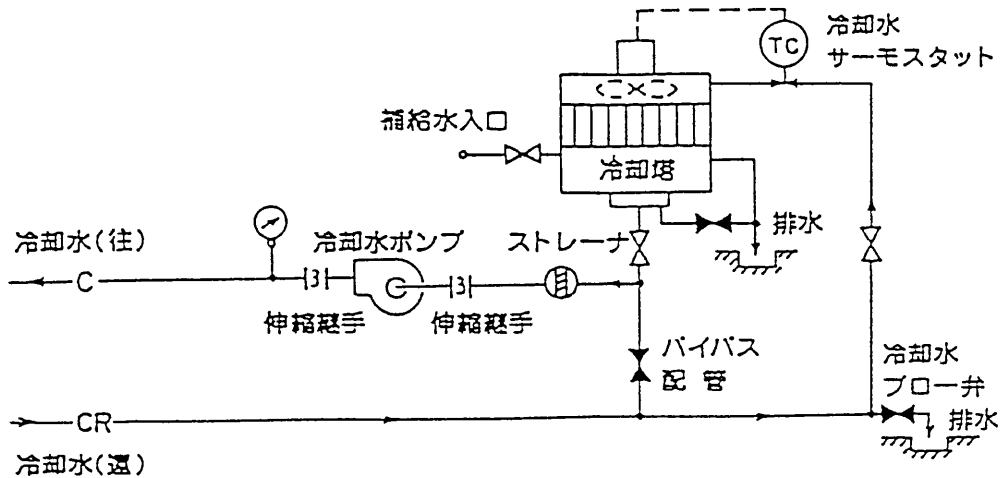 冷却水
サーモスタット
TC
補給水入口
冷却塔
排水
冷却水(往)
冷却水ポンプ
ストレーナ
C
伸縮継手
伸縮継手
バイパス
配管
冷却水
ブロー弁
排水
CR
冷却水(還)